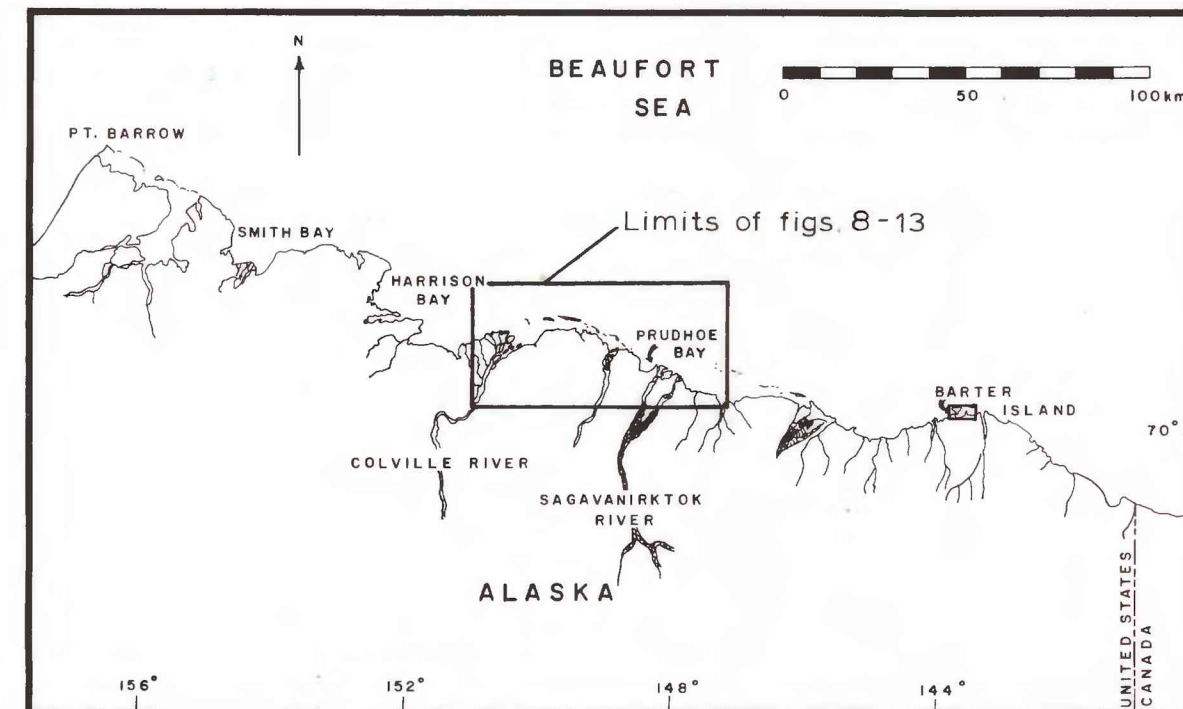 N
BEAUFORT
SEA
0 50 100km
PT. BARROW
Limits of figs. 8-13
SMITH BAY
HARRISON
BAY
PRUDHOE
BAY
BARTER
ISLAND
70°
COLVILLE RIVER
SAGAVANIRKTOK
RIVER
ALASKA
UNITED STATES
CANADA
156° 152° 148° 144°